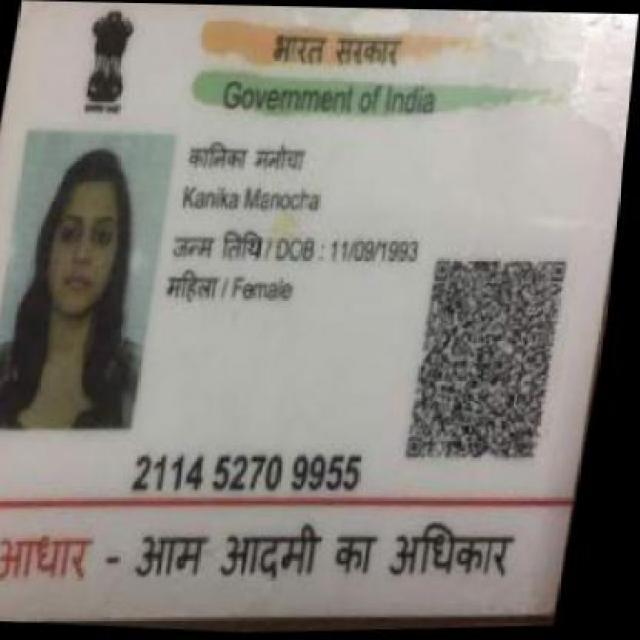 भारत सरकार
Government of India
कानिका मनोचा
Kanika Manocha
जन्म तिथि / DOB : 11/09/1993
महिला / Female
2114 5270 9955
आधार - आम आदमी का अधिकार